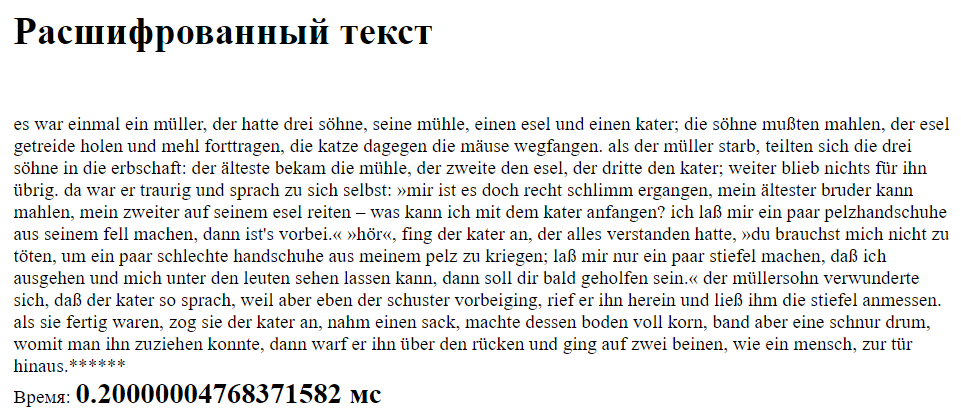 Расшифрованный текст
es war einmal ein müller, der hatte drei söhne, seine mühle, einen esel und einen kater; die söhne mußten mahlen, der esel
getreide holen und mehl forttragen, die katze dagegen die mäuse wegfangen. als der müller starb, teilten sich die drei
söhne in die erbschaft: der älteste bekam die mühle, der zweite den esel, der dritte den kater; weiter blieb nichts für ihn
übrig. da war er traurig und sprach zu sich selbst: »mir ist es doch recht schlimm ergangen, mein ältester bruder kann
mahlen, mein zweiter auf seinem esel reiten – was kann ich mit dem kater anfangen? ich laß mir ein paar pelzhandschuhe
aus seinem fell machen, dann ist's vorbei.« »hör«, fing der kater an, der alles verstanden hatte, »du brauchst mich nicht zu
töten, um ein paar schlechte handschuhe aus meinem pelz zu kriegen; laß mir nur ein paar stiefel machen, daß ich
ausgehen und mich unter den leuten sehen lassen kann, dann soll dir bald geholfen sein.« der müllersohn verwunderte
sich, daß der kater so sprach, weil aber eben der schuster vorbeiging, rief er ihn herein und ließ ihm die stiefel anmessen.
als sie fertig waren, zog sie der kater an, nahm einen sack, machte dessen boden voll korn, band aber eine schnur drum,
womit man ihn zuziehen konnte, dann warf er ihn über den rücken und ging auf zwei beinen, wie ein mensch, zur tür
hinaus.******
Время: 0.20000004768371582 мс